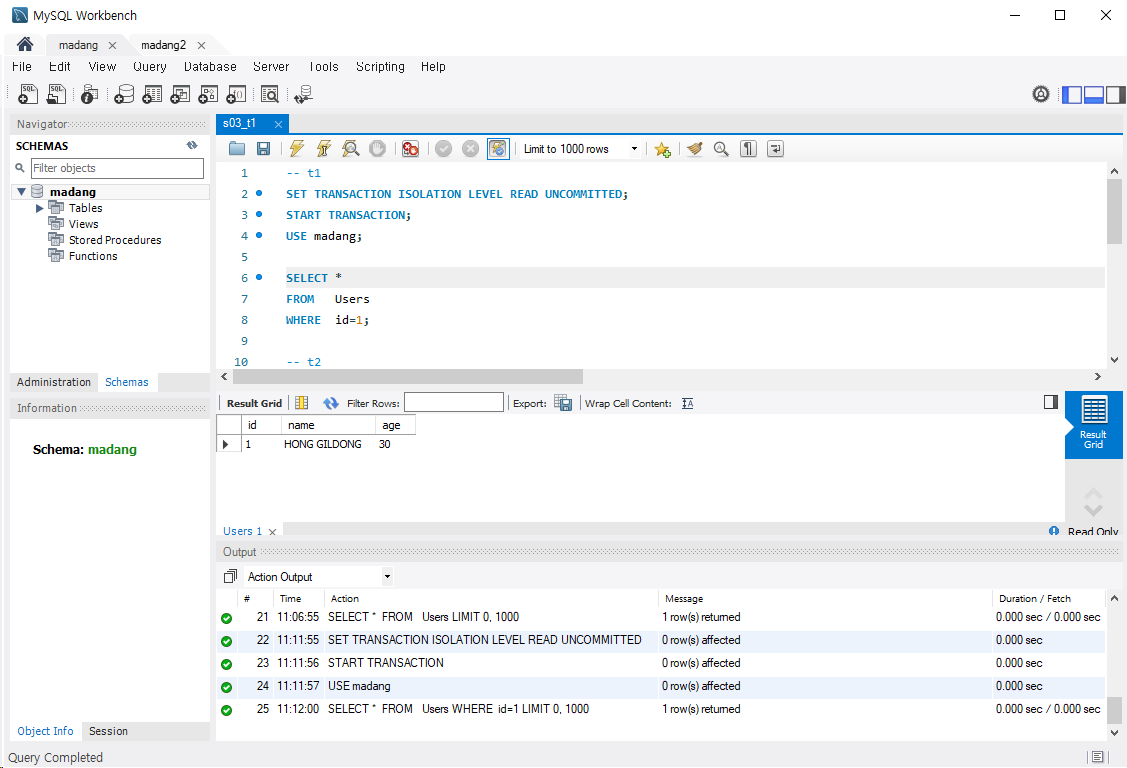 MySQL Workbench
madang
madang2
File Edit View Query Database Server Tools Scripting Help
Navigator
SCHEMAS
Filter objects
madang
Tables
Views
Stored Procedures
Functions
Administration Schemas
Information
Schema: madang
Object Info Session
s03_t1
Limit to 1000 rows
1 -- t1
2 SET TRANSACTION ISOLATION LEVEL READ UNCOMMITTED;
3 START TRANSACTION;
4 USE madang;
5
6 SELECT *
7 FROM Users
8 WHERE id=1;
9
10 -- t2
Result Grid Filter Rows: Export: Wrap Cell Content:
id name age
1 HONG GILDONG 30
Result Grid
Users 1
Read Only
Output
Action Output
# Time Action Message Duration / Fetch
21 11:06:55 SELECT * FROM Users LIMIT 0, 1000 1 row(s) returned 0.000 sec / 0.000 sec
22 11:11:55 SET TRANSACTION ISOLATION LEVEL READ UNCOMMITTED 0 row(s) affected 0.000 sec
23 11:11:56 START TRANSACTION 0 row(s) affected 0.000 sec
24 11:11:57 USE madang 0 row(s) affected 0.000 sec
25 11:12:00 SELECT * FROM Users WHERE id=1 LIMIT 0, 1000 1 row(s) returned 0.000 sec / 0.000 sec
Query Completed